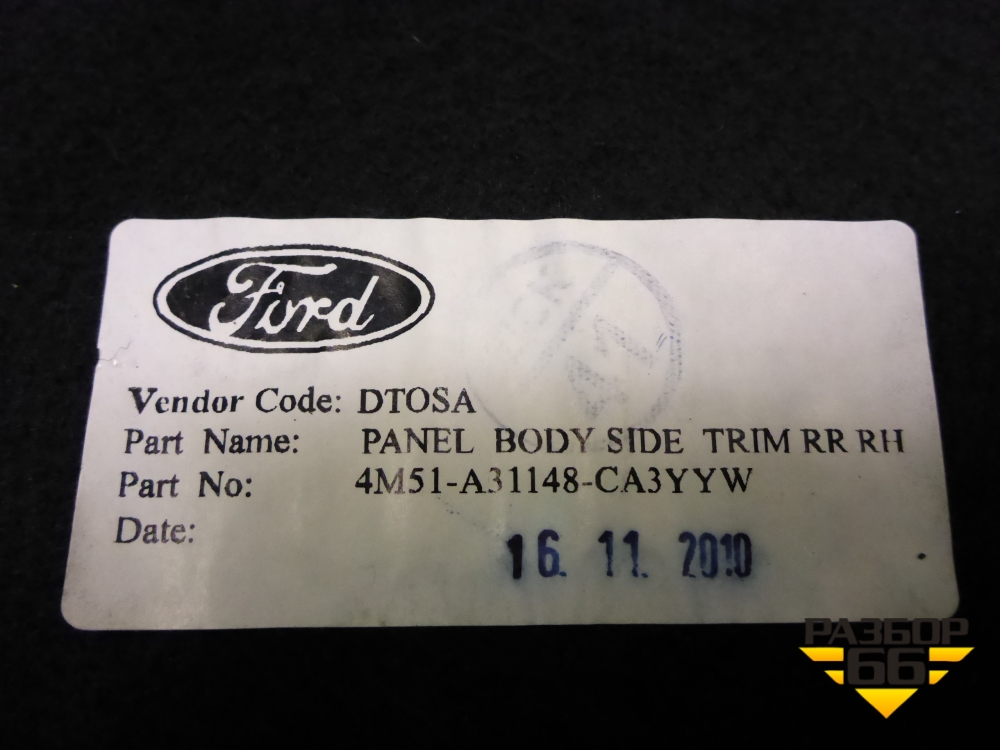 Ford
Vendor Code: DTOSA
Part Name: PANEL BODY SIDE TRIM RR RH
Part No: 4M51-A31148-CA3YYW
Date: 16. 11. 2010
РАЗБОР
66